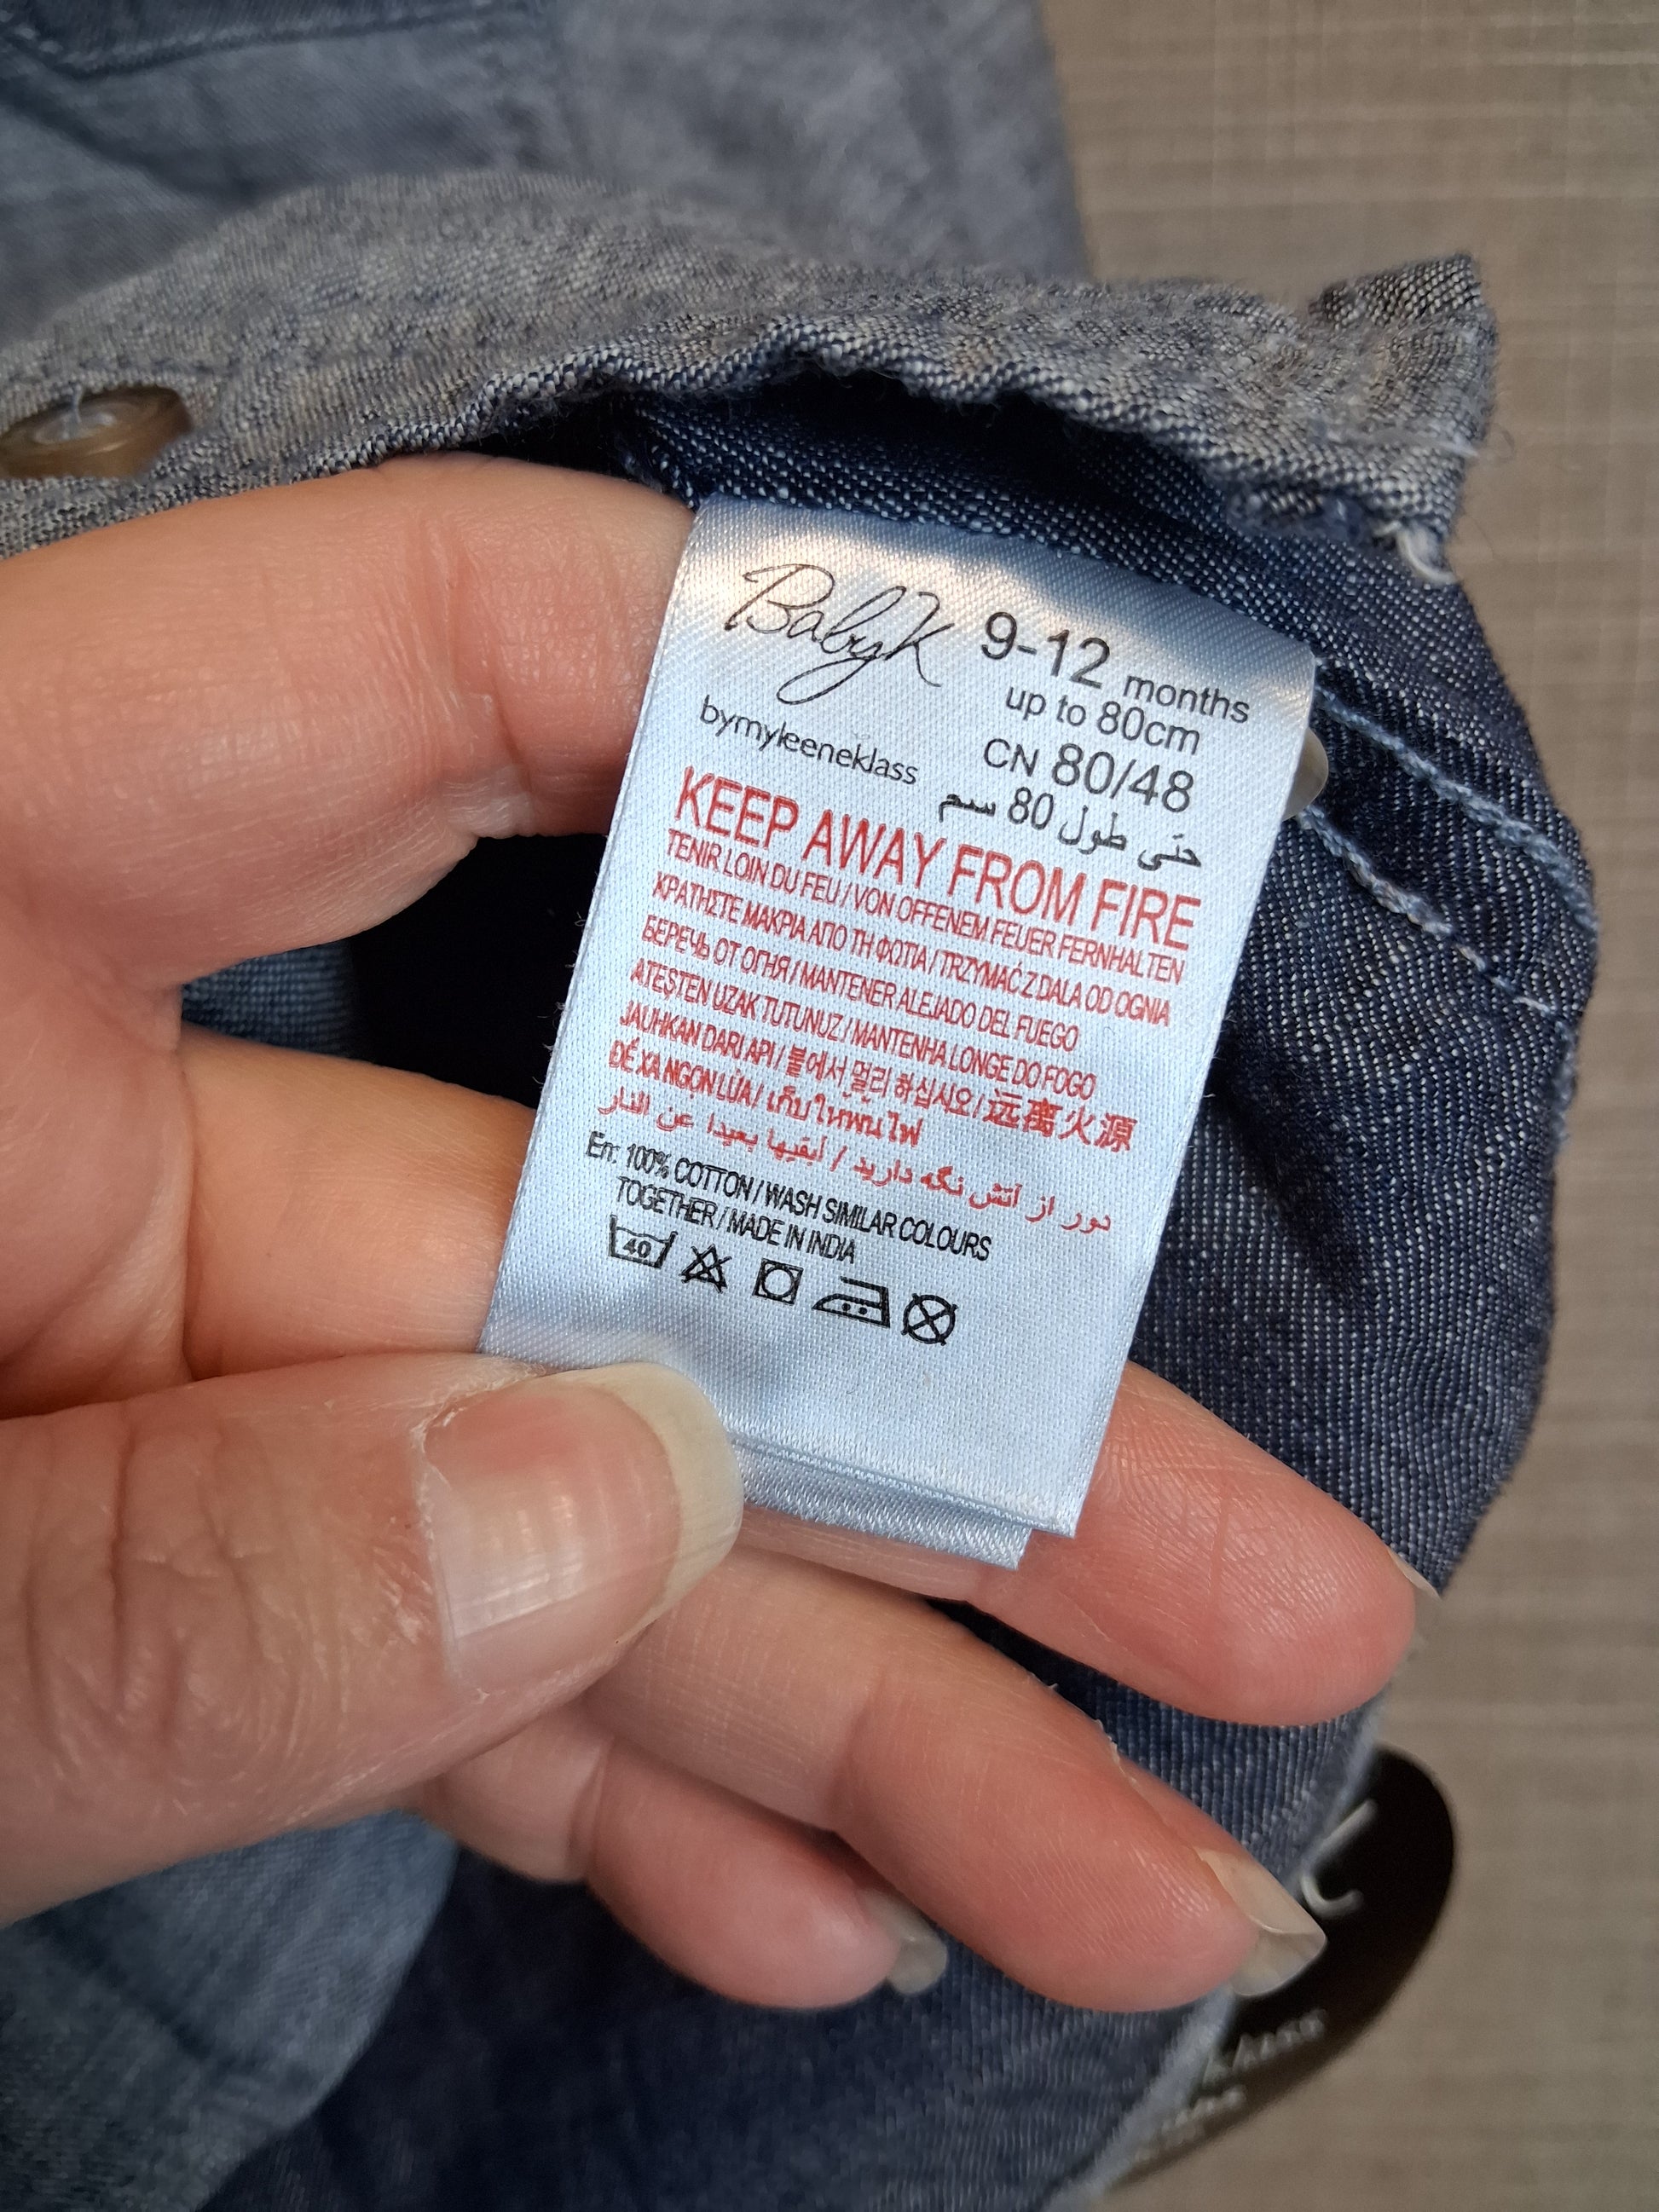 BabyK
bymyleeneklass
9-12 months
up to 80cm
CN 80/48
حتى طول 80 سم
KEEP AWAY FROM FIRE
TENIR LOIN DU FEU / VON OFFENEM FEUER FERNHALTEN
ΚΡΑΤΗΣΤΕ ΜΑΚΡΙΑ ΑΠΟ ΤΗ ΦΩΤΙΑ / TRZYMAĆ Z DALA OD OGNIA
БЕРЕЧЬ ОТ ОГНЯ / MANTENER ALEJADO DEL FUEGO
ATEŞTEN UZAK TUTUNUZ / MANTENHA LONGE DO FOGO
JAUHKAN DARI API / 불에서 멀리 하십시오 / 远离火源
ĐỂ XA NGỌN LỬA / เก็บให้พ้นไฟ
دور از آتش نگه دارید / أبقيها بعيدا عن النار
En: 100% COTTON / WASH SIMILAR COLOURS
TOGETHER / MADE IN INDIA
40